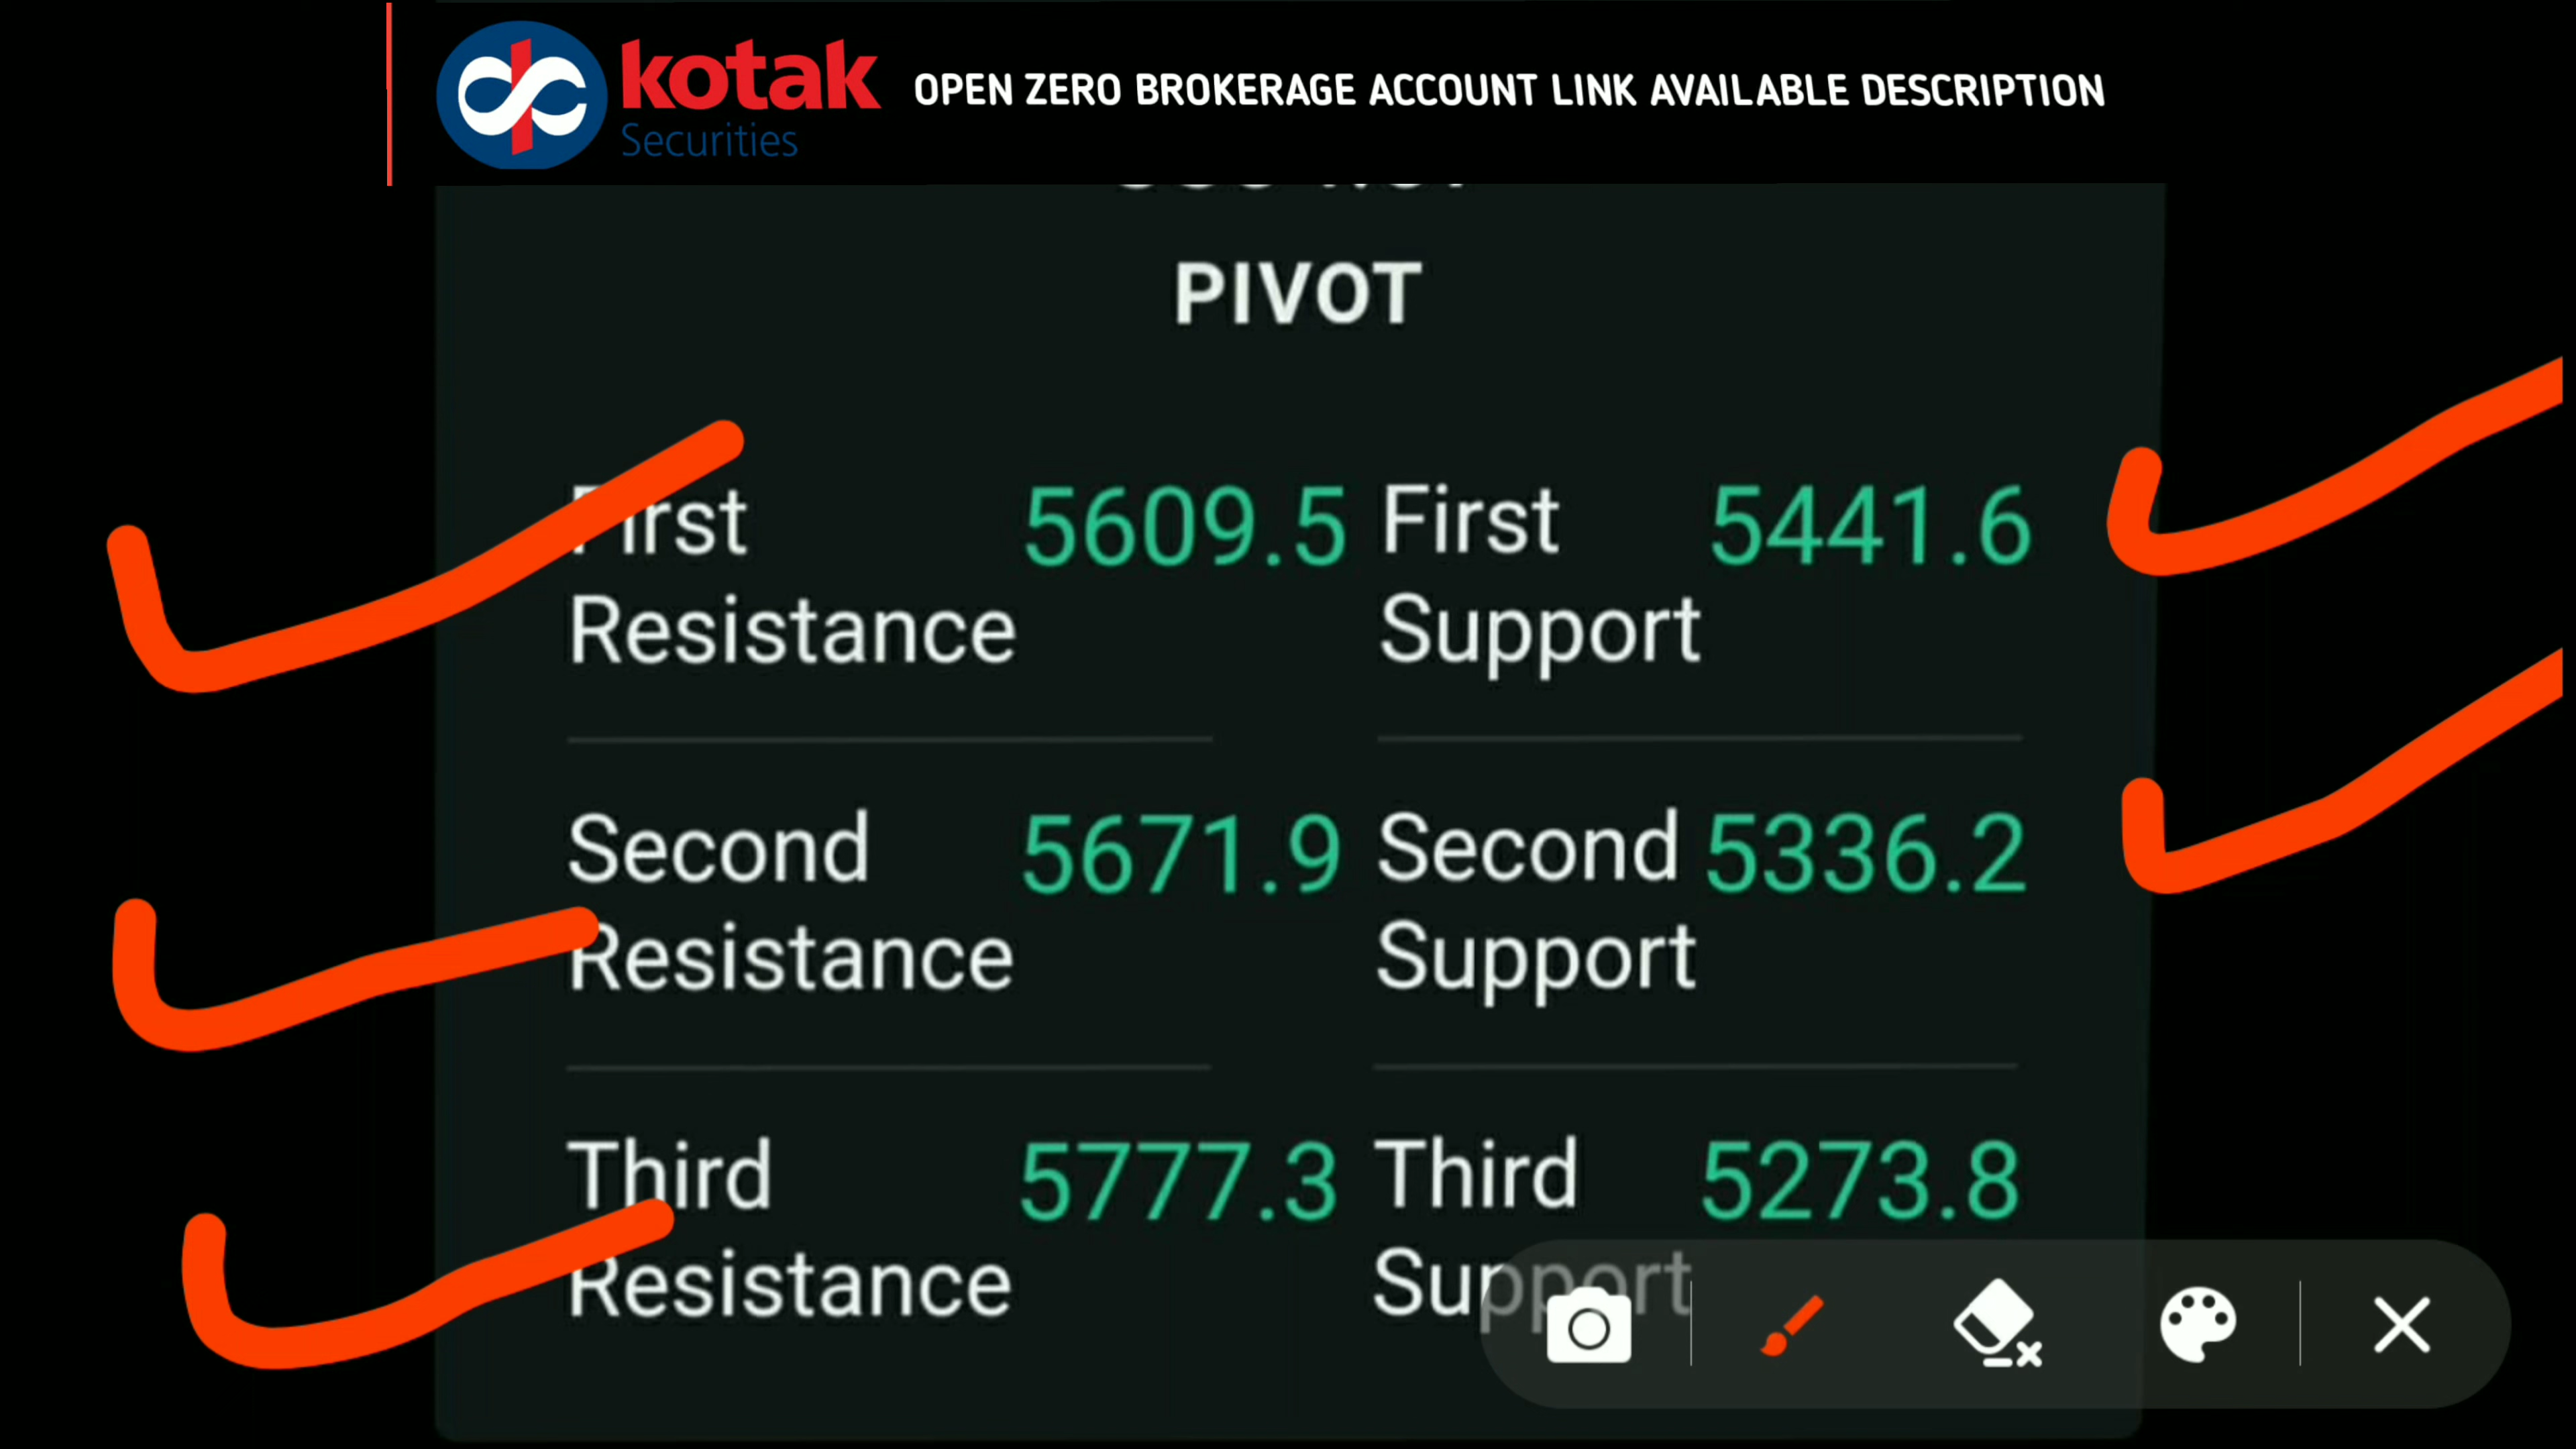 kotak
Securities
OPEN ZERO BROKERAGE ACCOUNT LINK AVAILABLE DESCRIPTION
PIVOT
First 5609.5 First 5441.6
Resistance Support
Second 5671.9 Second 5336.2
Resistance Support
Third 5777.3 Third 5273.8
Resistance Support